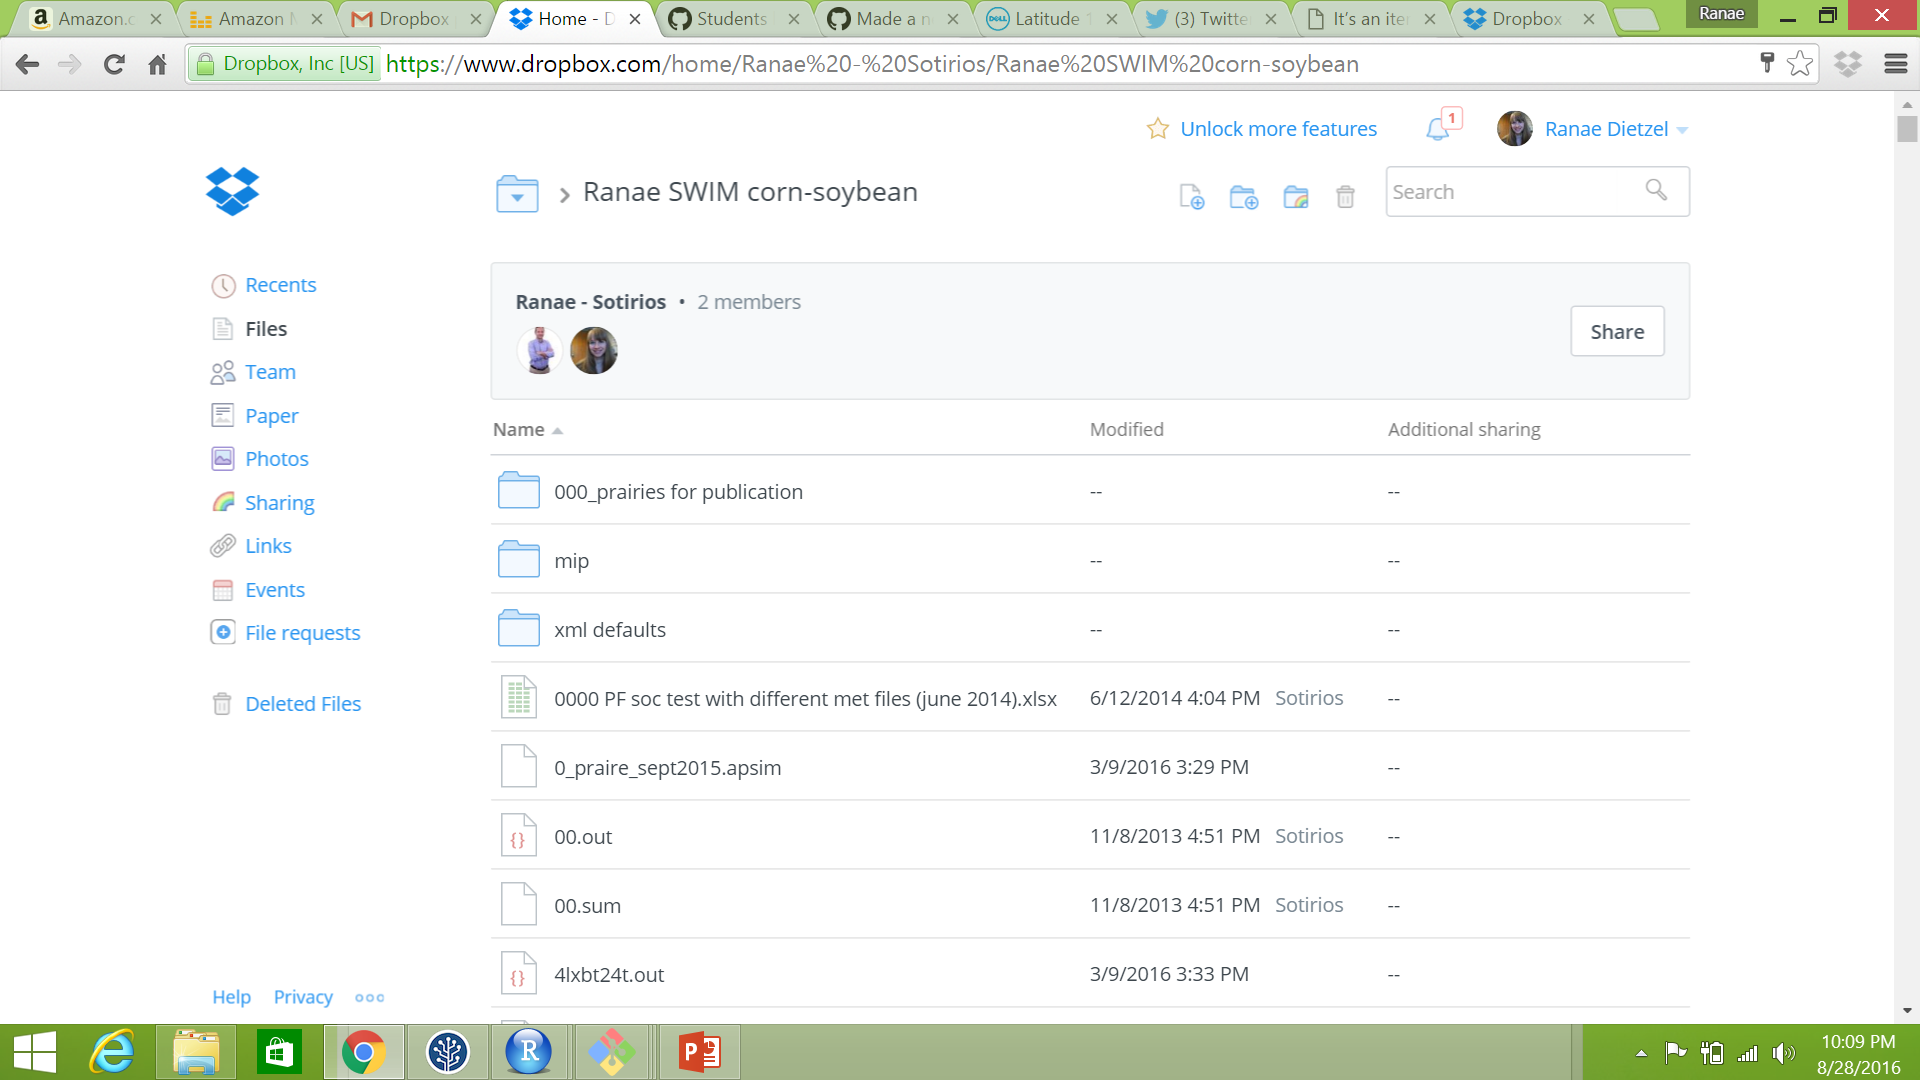 Amazon.c
Amazon M
Dropbox
Home - D
Students
Made a n
Latitude 1
(3) Twitte
It's an ite
Dropbox
Ranae
Dropbox, Inc [US]
https://www.dropbox.com/home/Ranae%20-%20Sotirios/Ranae%20SWIM%20corn-soybean
Unlock more features
1
Ranae Dietzel
Ranae SWIM corn-soybean
Search
Recents
Files
Team
Paper
Photos
Sharing
Links
Events
File requests
Deleted Files
Help Privacy
Ranae - Sotirios • 2 members
Share
Name Modified Additional sharing
000_prairies for publication -- --
mip -- --
xml defaults -- --
0000 PF soc test with different met files (june 2014).xlsx 6/12/2014 4:04 PM Sotirios --
0_praire_sept2015.apsim 3/9/2016 3:29 PM --
00.out 11/8/2013 4:51 PM Sotirios --
00.sum 11/8/2013 4:51 PM Sotirios --
4lxbt24t.out 3/9/2016 3:33 PM --
10:09 PM
8/28/2016